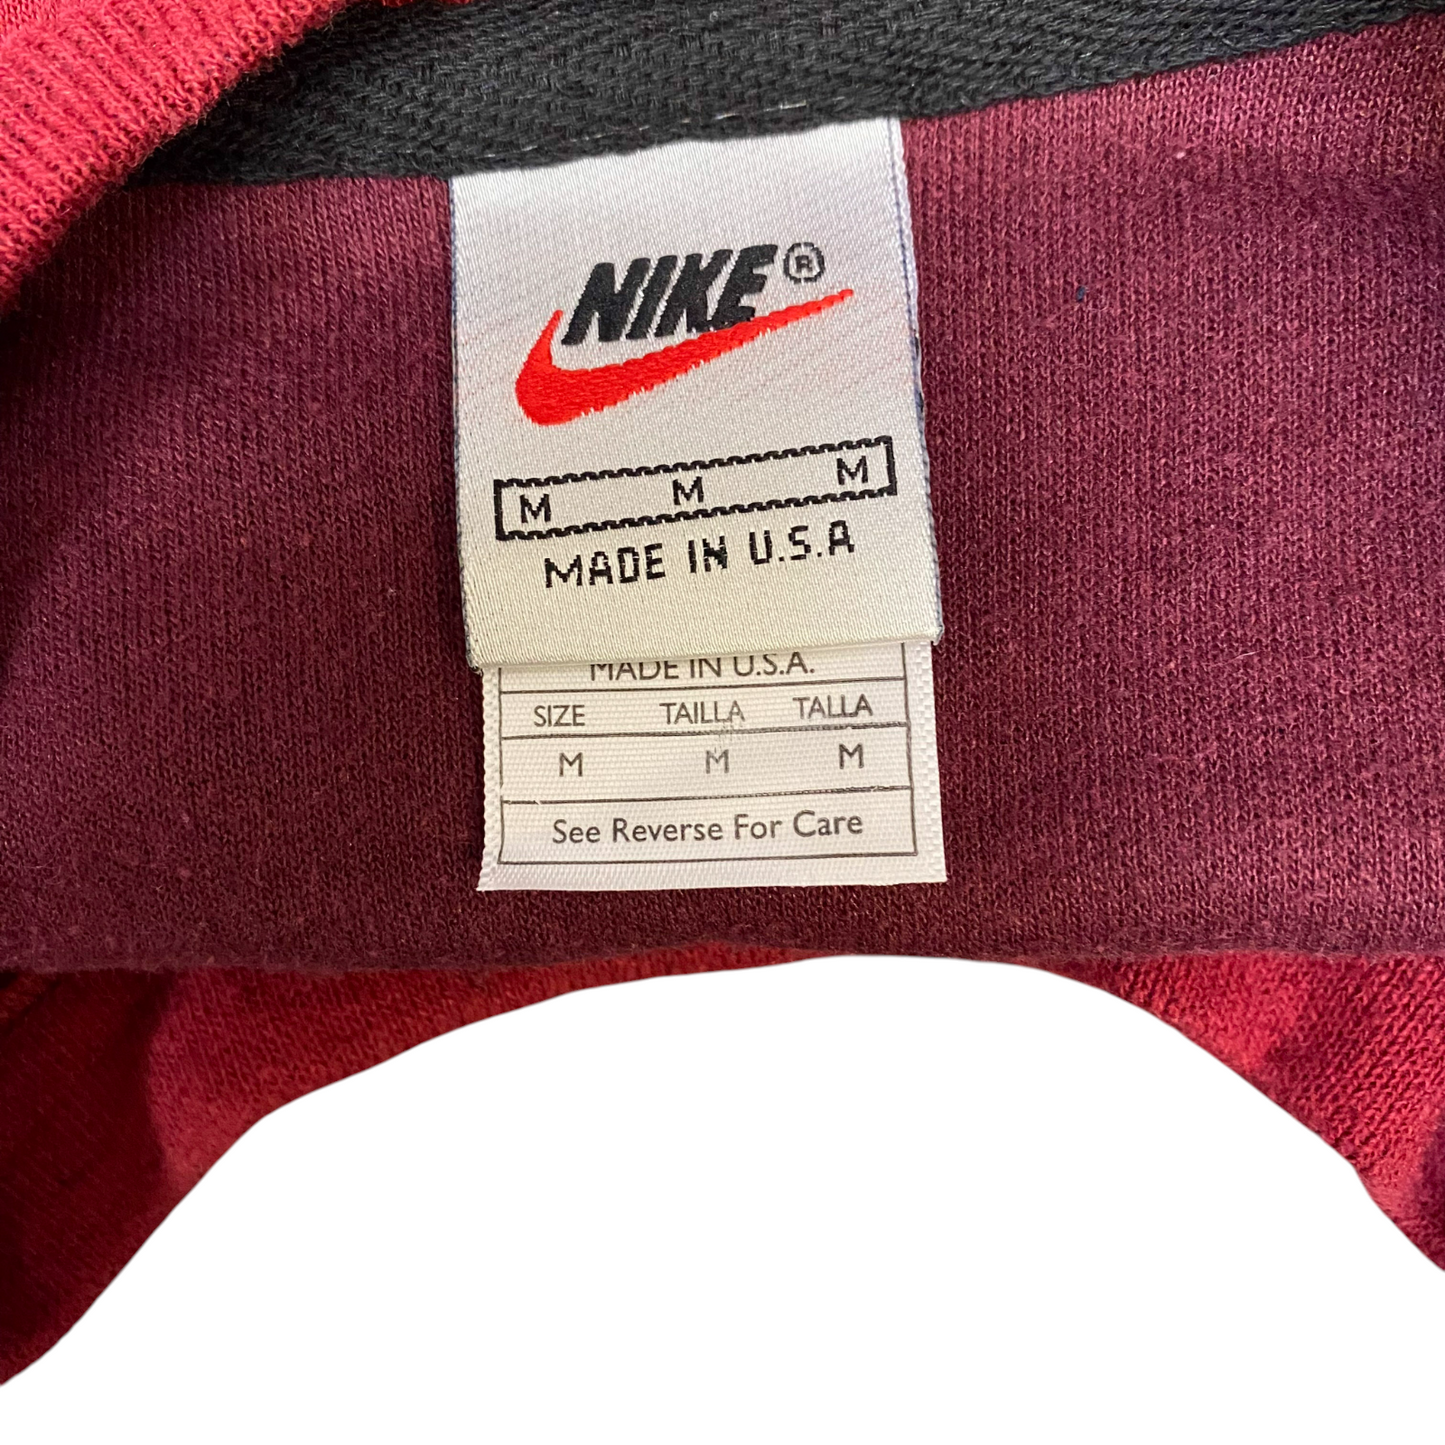 NIKE®
M M M
MADE IN U.S.A
MADE IN U.S.A.
SIZE TAILLA TALLA
M M M
See Reverse For Care